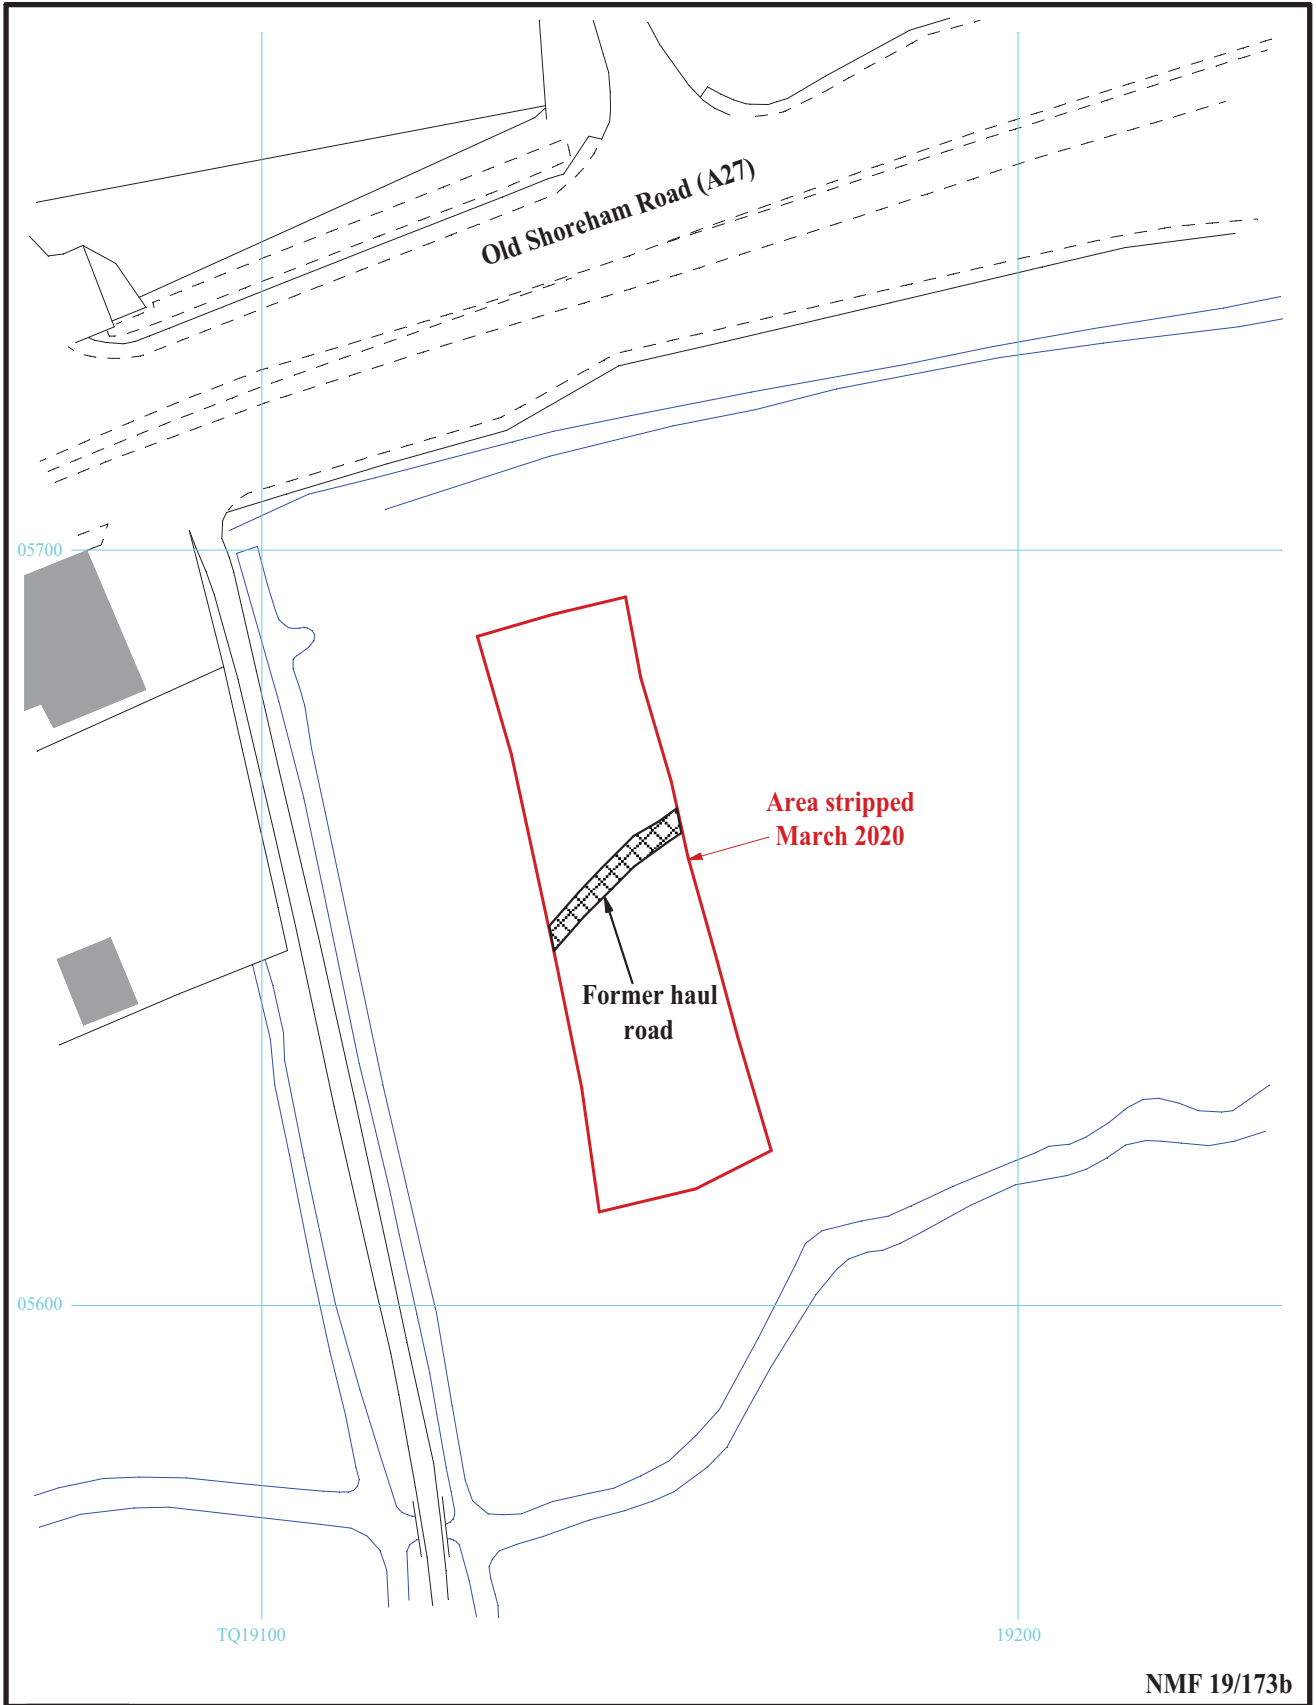 Old Shoreham Road (A27)
05700
Area stripped
March 2020
Former haul
road
05600
TQ19100
19200
NMF 19/173b